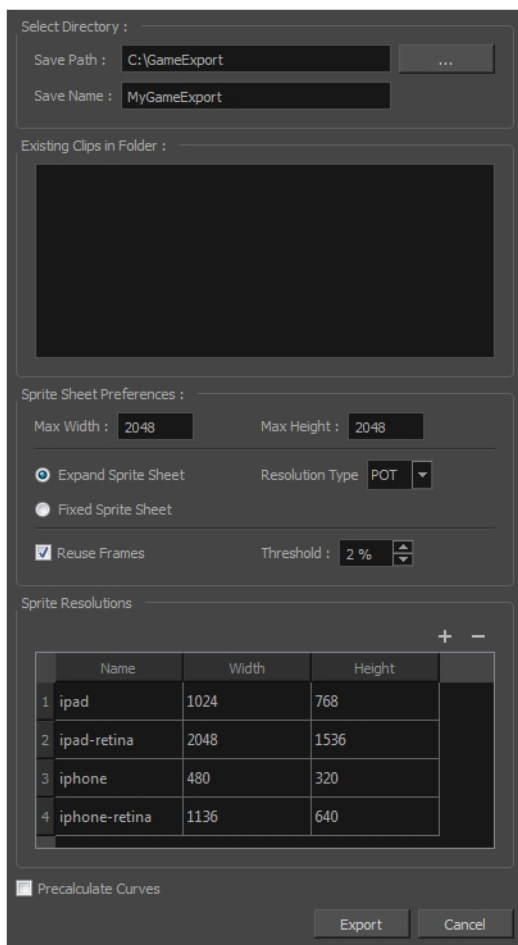 Select Directory :
Save Path : C:\GameExport ...
Save Name : MyGameExport
Existing Clips in Folder :
Sprite Sheet Preferences :
Max Width : 2048 Max Height : 2048
Expand Sprite Sheet Resolution Type POT
Fixed Sprite Sheet
Reuse Frames Threshold : 2 %
Sprite Resolutions
+ −
Name Width Height
1 ipad 1024 768
2 ipad-retina 2048 1536
3 iphone 480 320
4 iphone-retina 1136 640
Precalculate Curves
Export Cancel